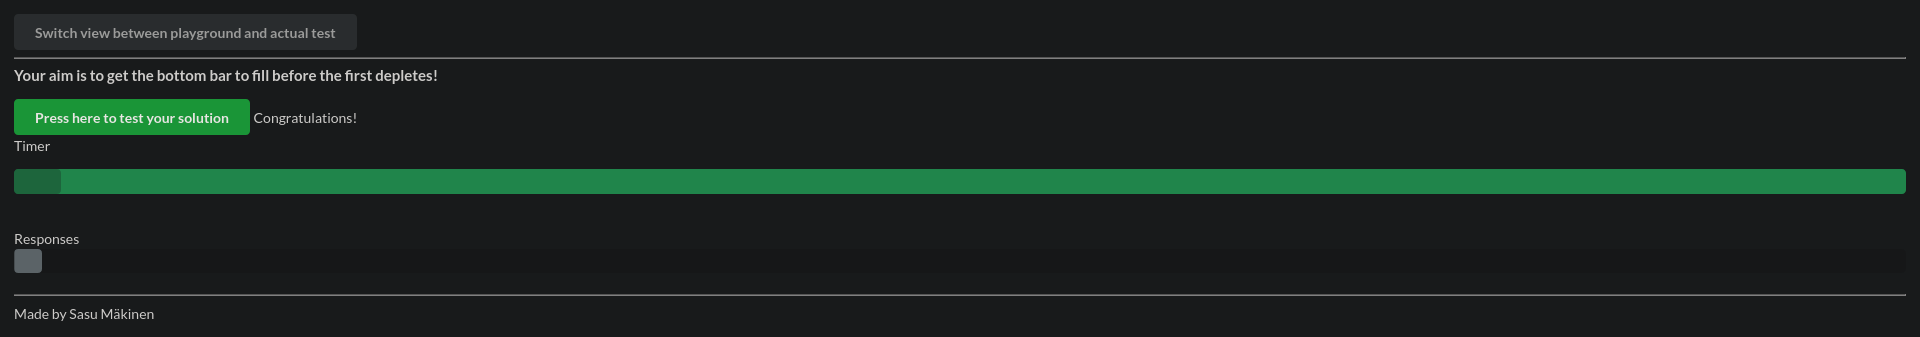 Switch view between playground and actual test
Your aim is to get the bottom bar to fill before the first depletes!
Press here to test your solution Congratulations!
Timer
Responses
Made by Sasu Mäkinen